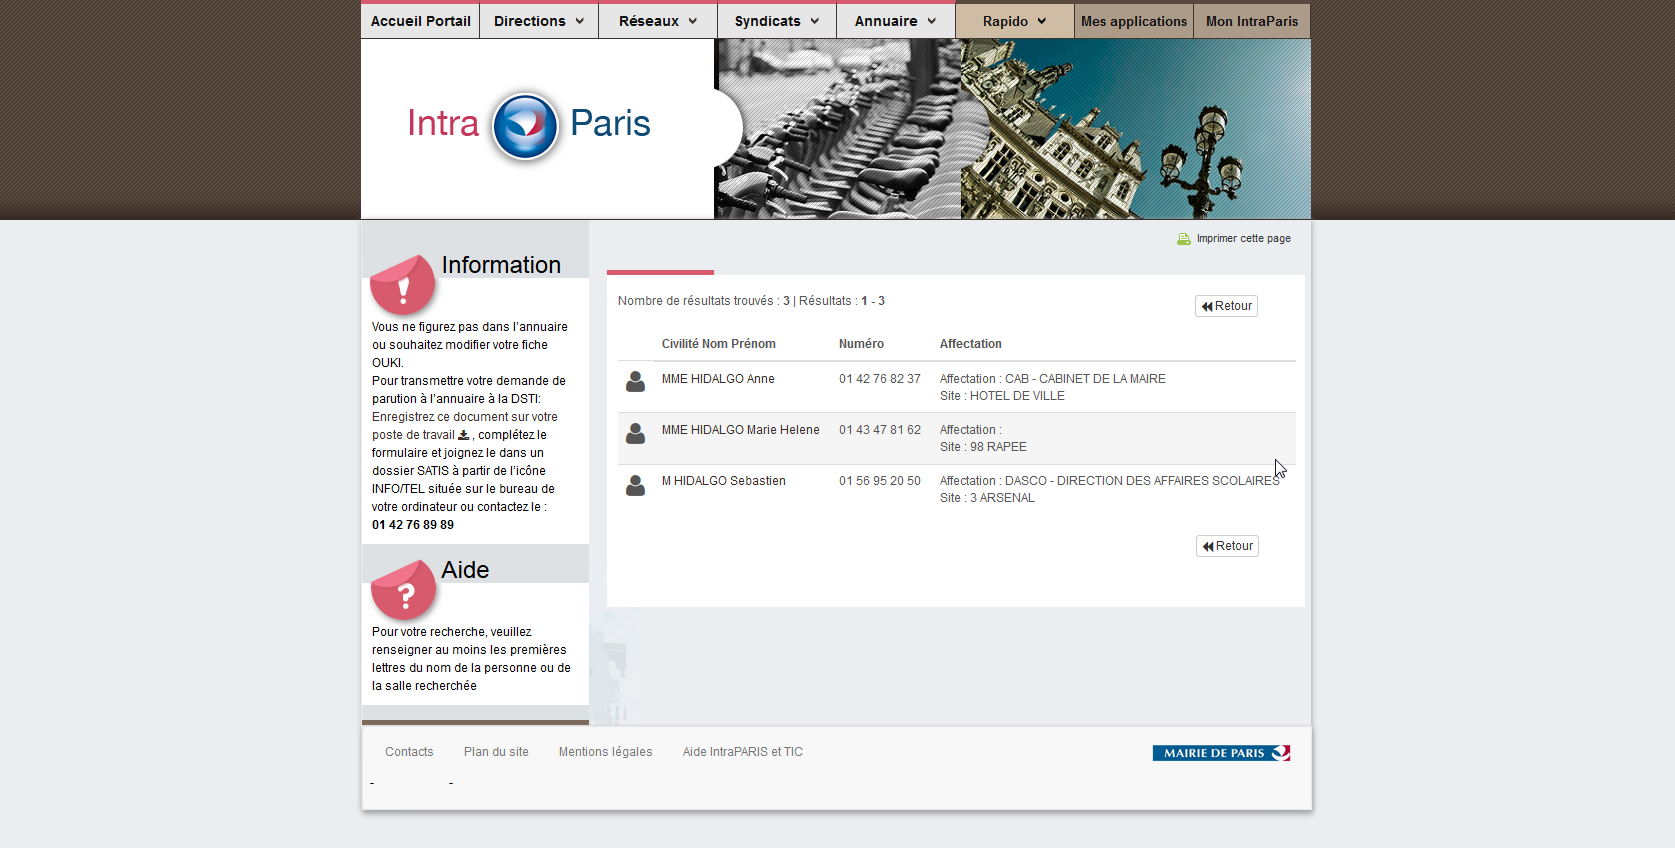 Accueil Portail Directions Réseaux Syndicats Annuaire Rapido Mes applications Mon IntraParis
Intra Paris
Imprimer cette page
Information
Vous ne figurez pas dans l'annuaire
ou souhaitez modifier votre fiche
OUKI.
Pour transmettre votre demande de
parution à l'annuaire à la DSTI:
Enregistrez ce document sur votre
poste de travail , complétez le
formulaire et joignez le dans un
dossier SATIS à partir de l'icône
INFO/TEL située sur le bureau de
votre ordinateur ou contactez le :
01 42 76 89 89
Aide
Pour votre recherche, veuillez
renseigner au moins les premières
lettres du nom de la personne ou de
la salle recherchée
Nombre de résultats trouvés : 3 | Résultats : 1 - 3
Retour
Civilité Nom Prénom Numéro Affectation
MME HIDALGO Anne 01 42 76 82 37 Affectation : CAB - CABINET DE LA MAIRE
Site : HOTEL DE VILLE
MME HIDALGO Marie Helene 01 43 47 81 62 Affectation :
Site : 98 RAPEE
M HIDALGO Sebastien 01 56 95 20 50 Affectation : DASCO - DIRECTION DES AFFAIRES SCOLAIRES
Site : 3 ARSENAL
Retour
Contacts Plan du site Mentions légales Aide IntraPARIS et TIC
MAIRIE DE PARIS
- -